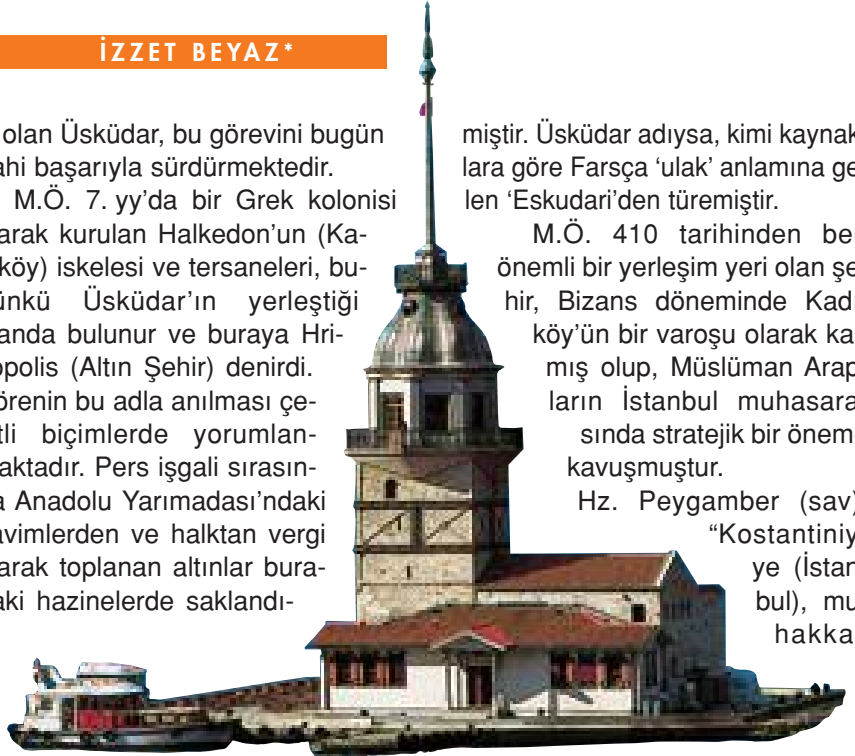 İZZET BEYAZ*
olan Üsküdar, bu görevini bugün
ahi başarıyla sürdürmektedir.
M.Ö. 7. yy’da bir Grek kolonisi
arak kurulan Halkedon’un (Ka-
köy) iskelesi ve tersaneleri, bu-
ünkü Üsküdar’ın yerleştiği
anda bulunur ve buraya Hri-
opolis (Altın Şehir) denirdi.
örenin bu adla anılması çe-
tli biçimlerde yorumlan-
aktadır. Pers işgali sırasın-
a Anadolu Yarımadası’ndaki
avimlerden ve halktan vergi
arak toplanan altınlar bura-
aki hazinelerde saklandı-
miştir. Üsküdar adıysa, kimi kaynak
lara göre Farsça ‘ulak’ anlamına ge
len ‘Eskudari’den türemiştir.
M.Ö. 410 tarihinden ber
önemli bir yerleşim yeri olan şe
hir, Bizans döneminde Kadı
köy’ün bir varoşu olarak kal
mış olup, Müslüman Arap
ların İstanbul muhasara
sında stratejik bir önem
kavuşmuştur.
Hz. Peygamber (sav)
“Kostantiniy
ye (İstan
bul), mu
hakka